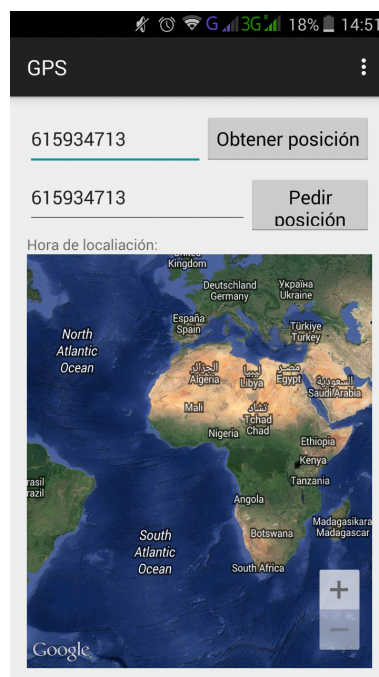 G 3G 18% 14:51
GPS
615934713 Obtener posición
615934713 Pedir
posición
Hora de localiación:
United
Kingdom
Deutschland
Germany
Україна
Ukraine
España
Spain
Türkiye
Turkey
North
Atlantic
Ocean
الجزائر
Algeria
ليبيا
Libya
مصر
Egypt
السعودية
Saudi Arabia
Mali
تشاد
Tchad
Chad
Nigeria
Ethiopia
Kenya
Tanzania
rasil
razil
Angola
Madagasikara
Madagascar
South
Atlantic
Ocean
Botswana
South Africa
+
−
Google